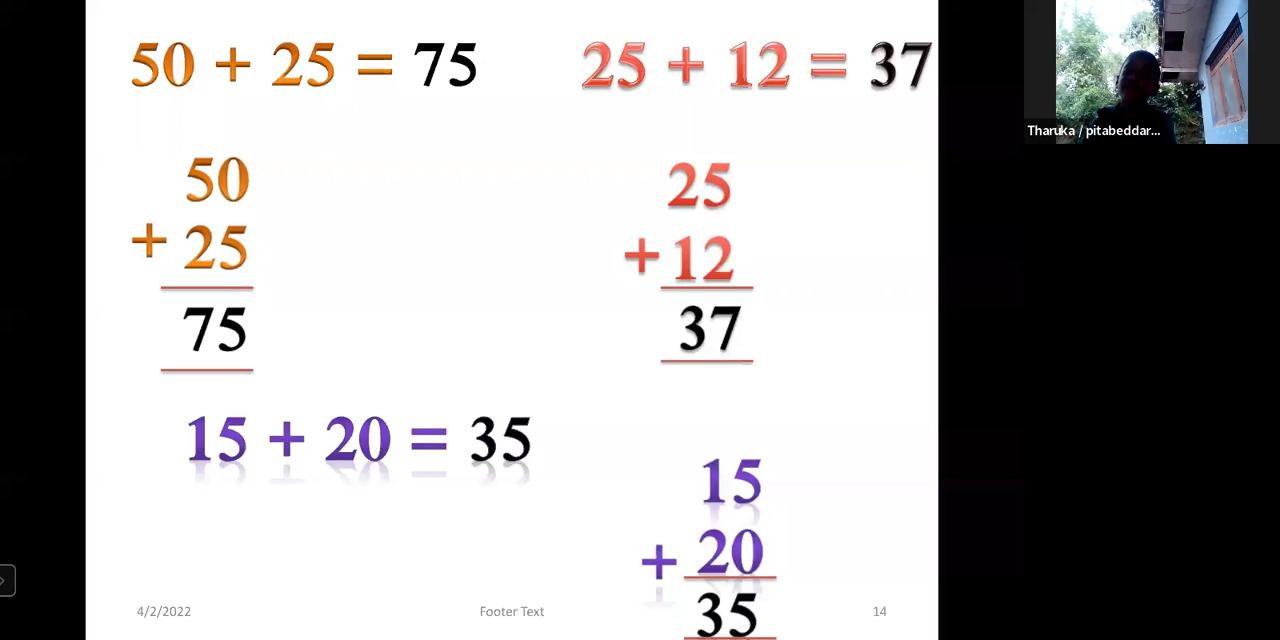 50 + 25 = 75
50
+ 25
75
25 + 12 = 37
25
+ 12
37
15 + 20 = 35
15
+ 20
35
4/2/2022
Footer Text
14
Tharuka / pitabeddar...